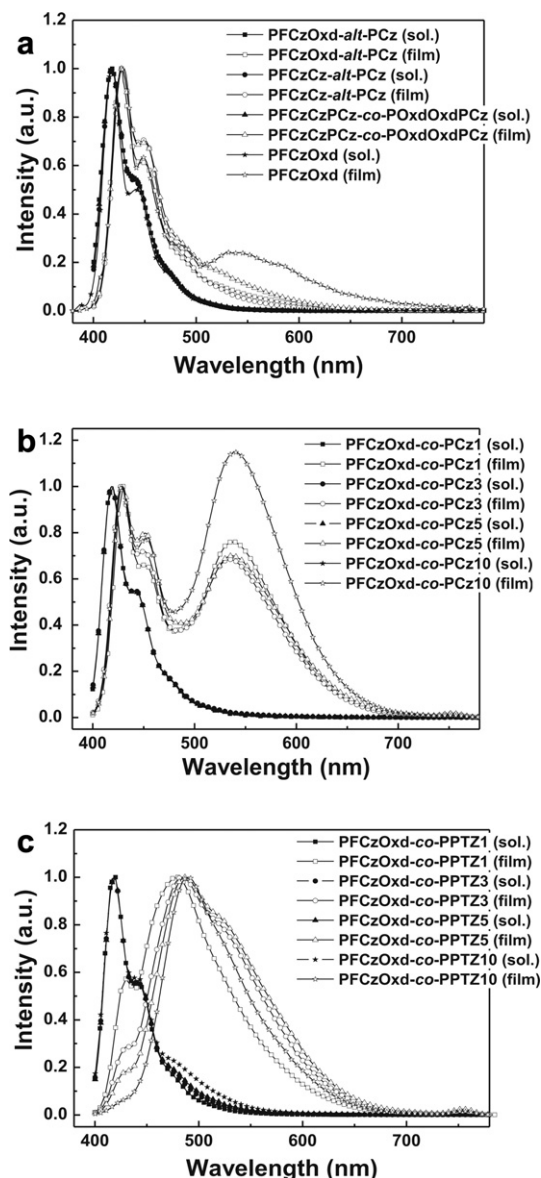 a
PFCzOxd-alt-PCz (sol.)
PFCzOxd-alt-PCz (film)
PFCzCz-alt-PCz (sol.)
PFCzCz-alt-PCz (film)
PFCzCzPCz-co-POxdOxdPCz (sol.)
PFCzCzPCz-co-POxdOxdPCz (film)
PFCzOxd (sol.)
PFCzOxd (film)
Intensity (a.u.)
1.2
1.0
0.8
0.6
0.4
0.2
0.0
400 500 600 700
Wavelength (nm)
b
PFCzOxd-co-PCz1 (sol.)
PFCzOxd-co-PCz1 (film)
PFCzOxd-co-PCz3 (sol.)
PFCzOxd-co-PCz3 (film)
PFCzOxd-co-PCz5 (sol.)
PFCzOxd-co-PCz5 (film)
PFCzOxd-co-PCz10 (sol.)
PFCzOxd-co-PCz10 (film)
Intensity (a.u.)
1.2
1.0
0.8
0.6
0.4
0.2
0.0
400 500 600 700
Wavelength (nm)
c
PFCzOxd-co-PPTZ1 (sol.)
PFCzOxd-co-PPTZ1 (film)
PFCzOxd-co-PPTZ3 (sol.)
PFCzOxd-co-PPTZ3 (film)
PFCzOxd-co-PPTZ5 (sol.)
PFCzOxd-co-PPTZ5 (film)
PFCzOxd-co-PPTZ10 (sol.)
PFCzOxd-co-PPTZ10 (film)
Intensity (a.u.)
1.2
1.0
0.8
0.6
0.4
0.2
0.0
400 500 600 700
Wavelength (nm)